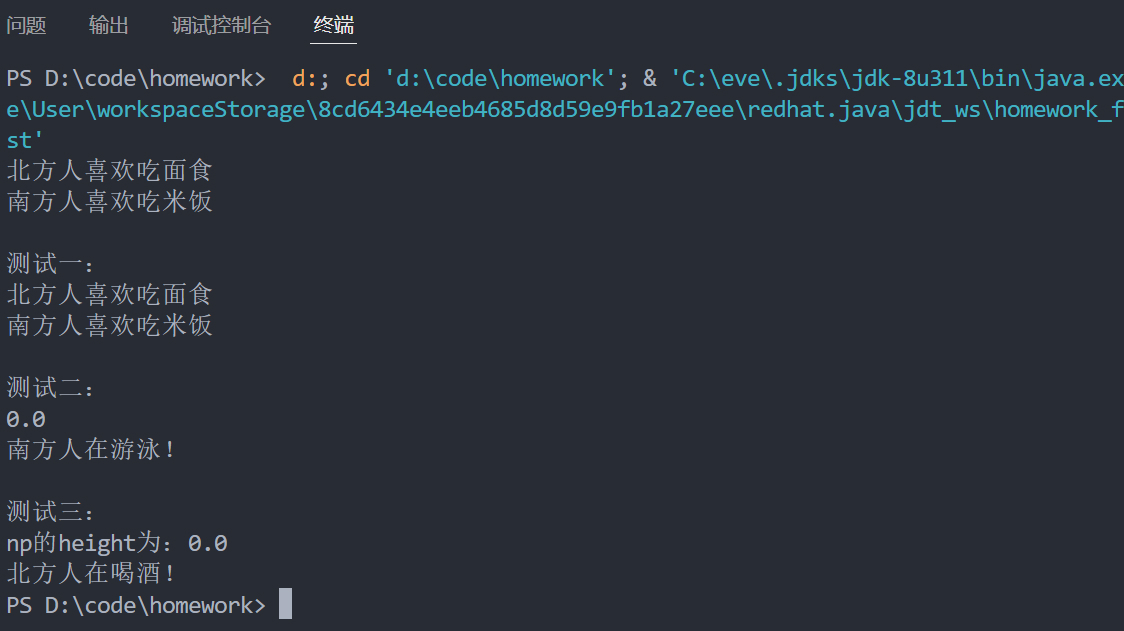 问题 输出 调试控制台 终端
PS D:\code\homework>  d:; cd 'd:\code\homework'; & 'C:\eve\.jdks\jdk-8u311\bin\java.ex
e\User\workspaceStorage\8cd6434e4eeb4685d8d59e9fb1a27eee\redhat.java\jdt_ws\homework_f
st'
北方人喜欢吃面食
南方人喜欢吃米饭
测试一：
北方人喜欢吃面食
南方人喜欢吃米饭
测试二：
0.0
南方人在游泳！
测试三：
np的height为：0.0
北方人在喝酒！
PS D:\code\homework>